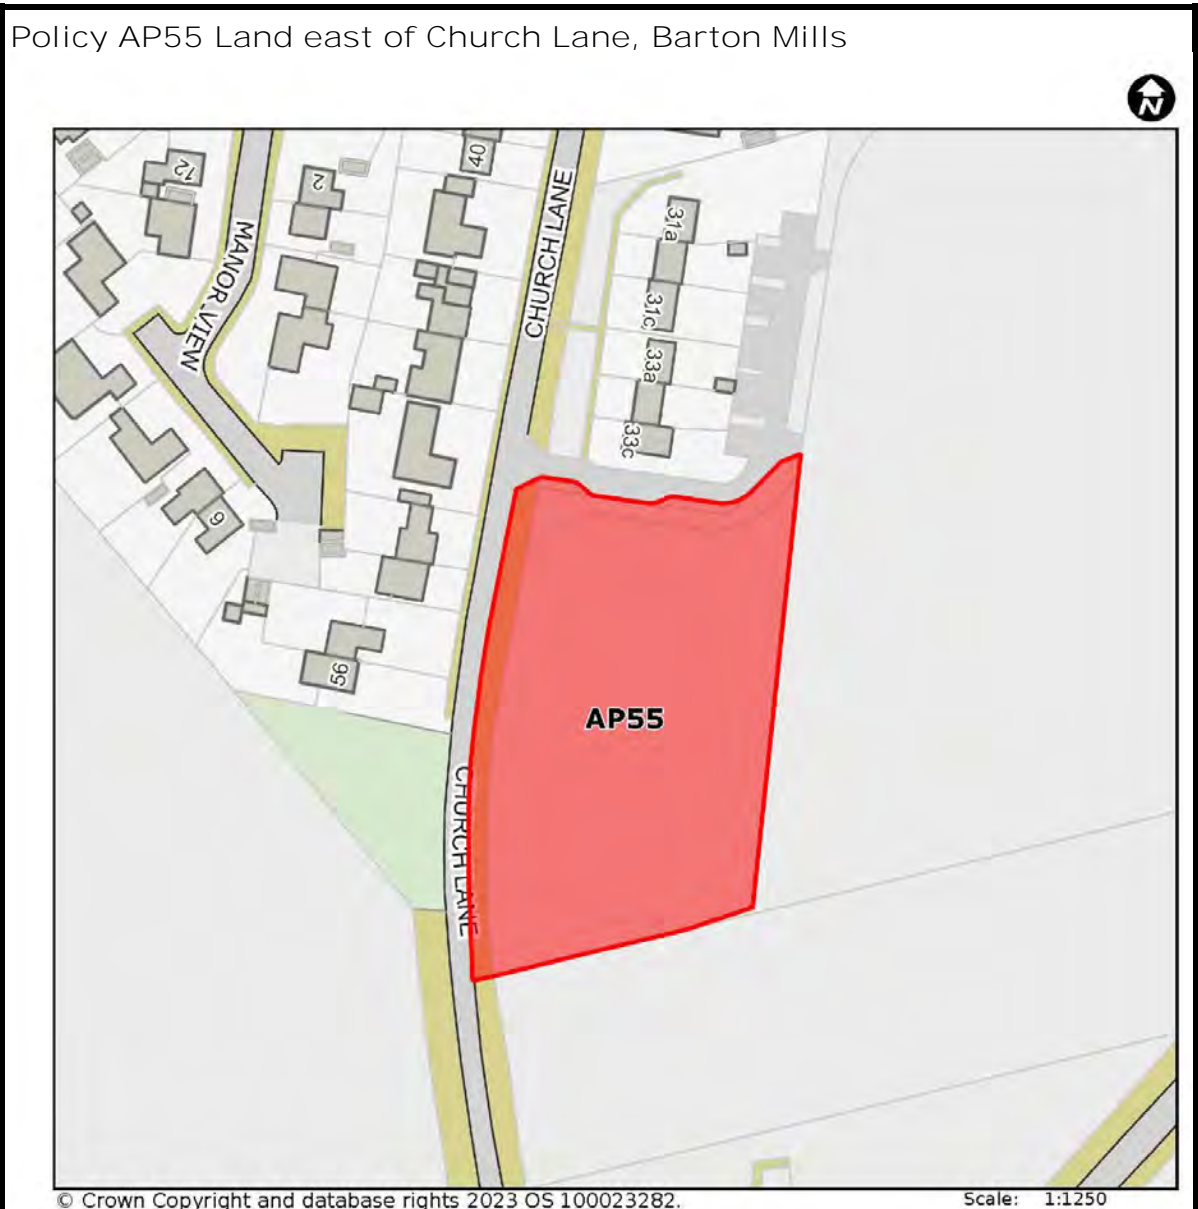 Policy AP55 Land east of Church Lane, Barton Mills
N
40
12
2
CHURCH LANE
31a
MANOR VIEW
31c
33a
33c
9
56
AP55
CHURCH LANE
© Crown Copyright and database rights 2023 OS 100023282.
Scale: 1:1250